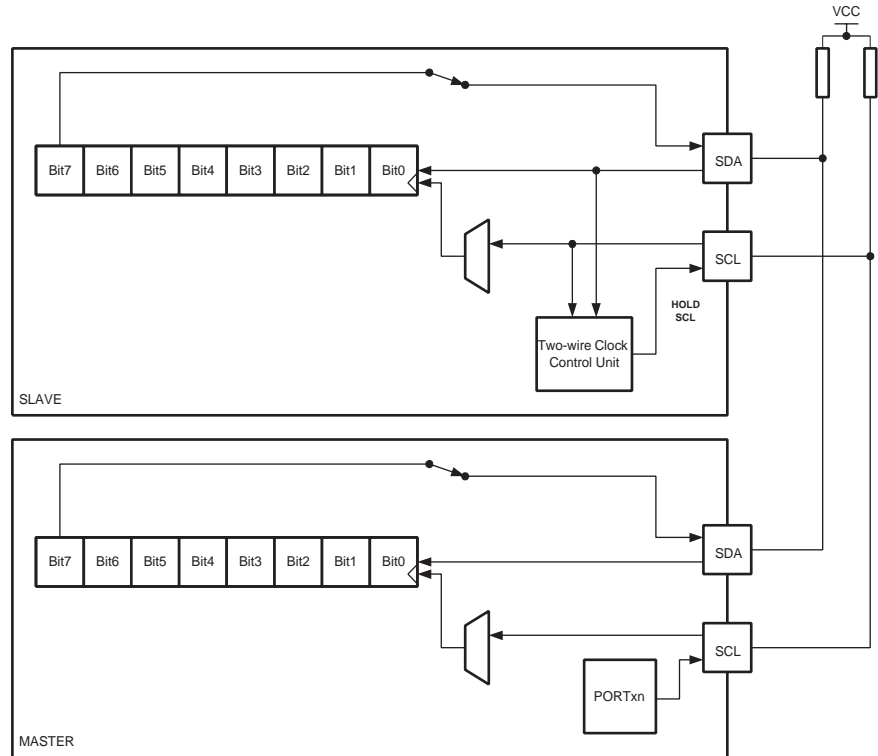 VCC
Bit7 Bit6 Bit5 Bit4 Bit3 Bit2 Bit1 Bit0
SDA
SCL
HOLD
SCL
Two-wire Clock
Control Unit
SLAVE
Bit7 Bit6 Bit5 Bit4 Bit3 Bit2 Bit1 Bit0
SDA
SCL
PORTxn
MASTER